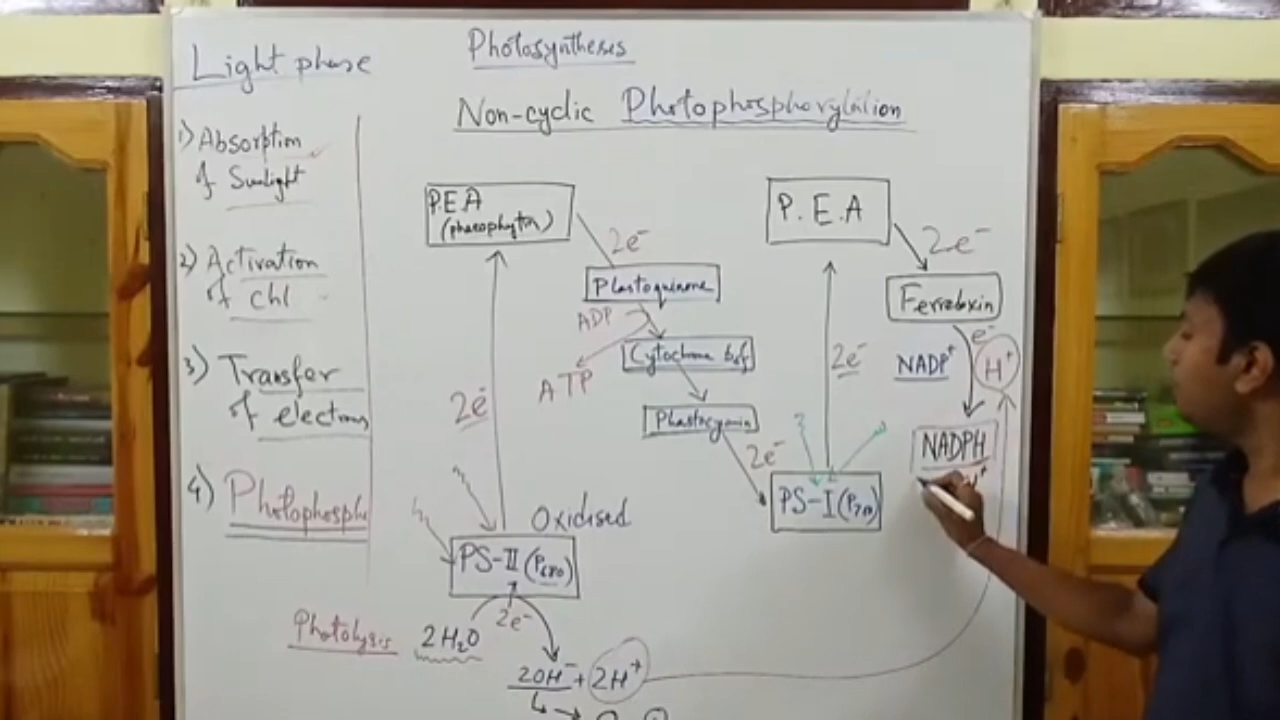 Photosyntheses
Light phase
Non-cyclic Photophosphorylation
1) Absorption
of Sunlight
2) Activation
of chl
3) Transfer
of electrons
4) Photophospho
P.E.A
(phaeophytin)
2e⁻
Plastoquinone
ADP
ATP
Cytochrome b6f
Plastocyanin
2e⁻
2e⁻
Oxidised
PS-II (P680)
2e⁻
Photolysis
2H₂O
2OH⁻ + 2H⁺
P.E.A
2e⁻
Ferredoxin
e⁻
NADP⁺
H⁺
NADPH
2e⁻
PS-I (P700)